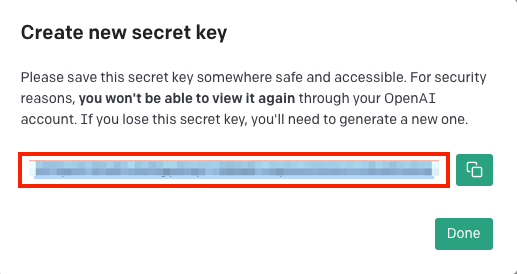 Create new secret key
Please save this secret key somewhere safe and accessible. For security
reasons, you won't be able to view it again through your OpenAI
account. If you lose this secret key, you'll need to generate a new one.
Done